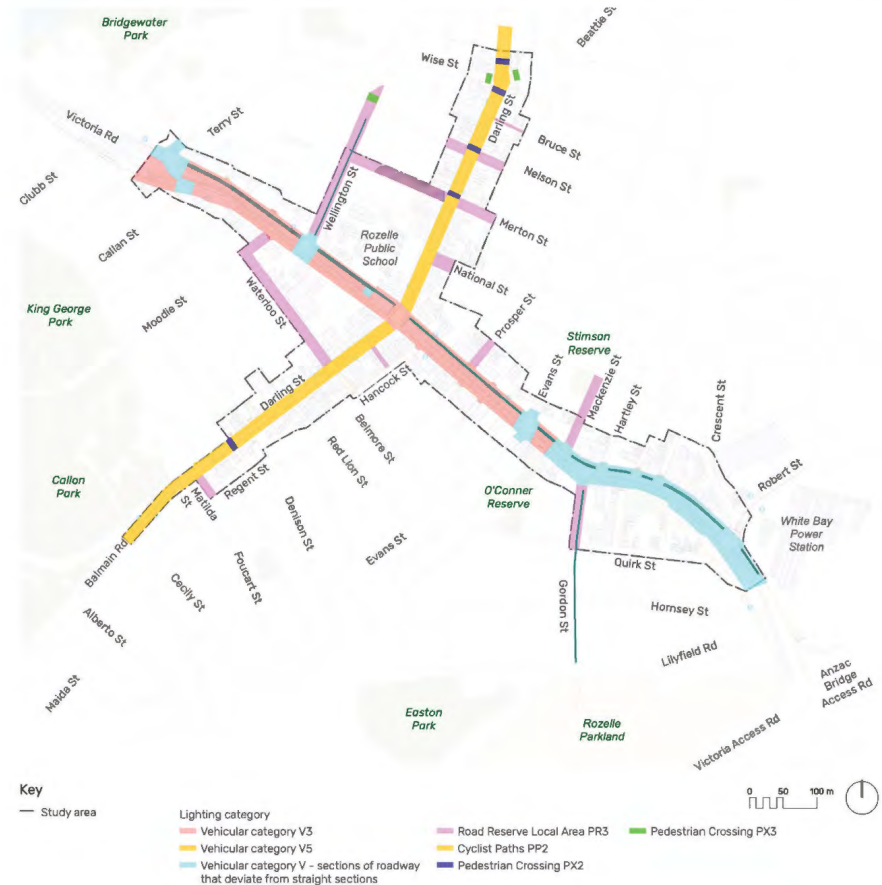 Bridgewater
Park
Beattie St
Wise St
Victoria Rd
Terry St
Darling St
Bruce St
Clubb St
Nelson St
Wellington St
Callan St
Rozelle
Public
School
Merton St
National St
Waterloo St
King George
Park
Moodie St
Prosper St
Stimson
Reserve
Evans St
Mackenzie St
Hartley St
Crescent St
Darling St
Hancock St
Belmore St
Red Lion St
Callan
Park
Regent St
Matilda
St
Denison St
O'Conner
Reserve
Robert St
White Bay
Power
Station
Balmain Rd
Evans St
Foucart St
Cecily St
Quirk St
Gordon St
Hornsey St
Alberto St
Lilyfield Rd
Maida St
Anzac
Bridge
Access Rd
Easton
Park
Rozelle
Parkland
Victoria Access Rd
Key
Study area
0 50 100 m
Lighting category
Vehicular category V3
Vehicular category V5
Vehicular category V - sections of roadway
that deviate from straight sections
Road Reserve Local Area PR3
Cyclist Paths PP2
Pedestrian Crossing PX2
Pedestrian Crossing PX3